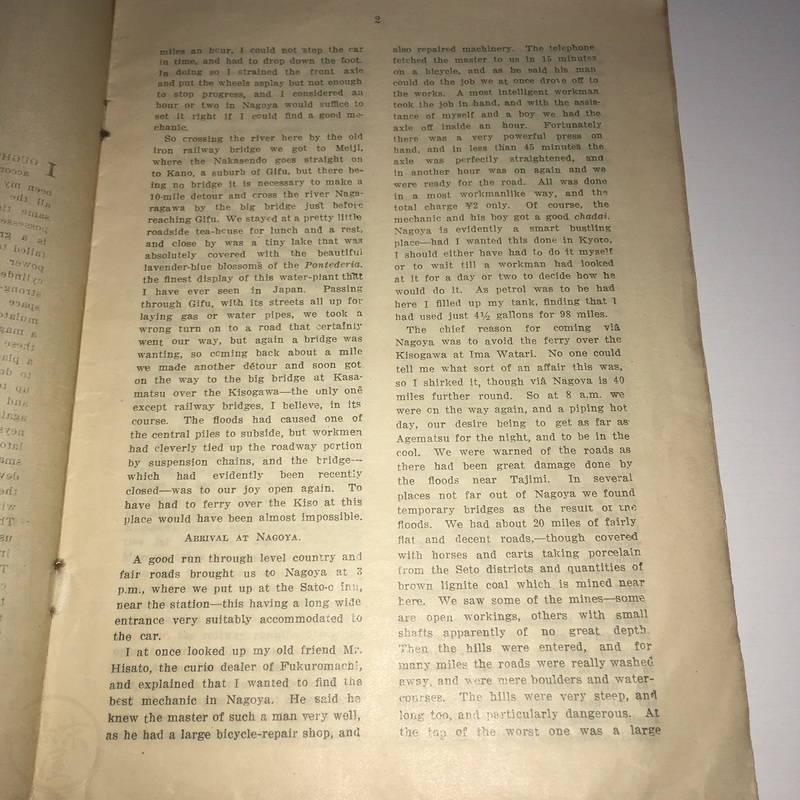 2
miles an hour, I could not stop the car
in time, and had to drop down the foot.
In doing so I strained the front axle
and put the wheels asplay but not enough
to stop progress, and I considered an
hour or two in Nagoya would suffice to
set it right if I could find a good me-
chanic.
So crossing the river here by the old
iron railway bridge we got to Meiji,
where the Nakasendo goes straight on
to Kano, a suburb of Gifu, but there be-
ing no bridge it is necessary to make a
10-mile detour and cross the river Naga-
ragawa by the big bridge just before
reaching Gifu. We stayed at a pretty little
roadside tea-house for lunch and a rest,
and close by was a tiny lake that was
absolutely covered with the beautiful
lavender-blue blossoms of the Pontederia,
the finest display of this water-plant that
I have ever seen in Japan. Passing
through Gifu, with its streets all up for
laying gas or water pipes, we took a
wrong turn on to a road that certainly
went our way, but again a bridge was
wanting, so coming back about a mile
we made another détour and soon got
on the way to the big bridge at Kasa-
matsu over the Kisogawa—the only one
except railway bridges, I believe, in its
course. The floods had caused one of
the central piles to subside, but workmen
had cleverly tied up the roadway portion
by suspension chains, and the bridge—
which had evidently been recently
closed—was to our joy open again. To
have had to ferry over the Kiso at this
place would have been almost impossible.
ARRIVAL AT NAGOYA.
A good run through level country and
fair roads brought us to Nagoya at 3
p.m., where we put up at the Sato-o Inn,
near the station—this having a long wide
entrance very suitably accommodated to
the car.
I at once looked up my old friend Mr.
Hisato, the curio dealer of Fukuromachi,
and explained that I wanted to find the
best mechanic in Nagoya. He said he
knew the master of such a man very well,
as he had a large bicycle-repair shop, and
also repaired machinery. The telephone
fetched the master to us in 15 minutes
on a bicycle, and as he said his man
could do the job we at once drove off to
the works. A most intelligent workman
took the job in hand, and with the assis-
tance of myself and a boy we had the
axle off inside an hour. Fortunately
there was a very powerful press on
hand, and in less than 45 minutes the
axle was perfectly straightened, and
in another hour was on again and we
were ready for the road. All was done
in a most workmanlike way, and the
total charge ¥2 only. Of course, the
mechanic and his boy got a good chadai.
Nagoya is evidently a smart bustling
place—had I wanted this done in Kyoto,
I should either have had to do it myself
or to wait till a workman had looked
at it for a day or two to decide how he
would do it. As petrol was to be had
here I filled up my tank, finding that I
had used just 4½ gallons for 98 miles.
The chief reason for coming viâ
Nagoya was to avoid the ferry over the
Kisogawa at Ima Watari. No one could
tell me what sort of an affair this was,
so I shirked it, though viâ Nagoya is 40
miles further round. So at 8 a.m. we
were on the way again, and a piping hot
day, our desire being to get as far as
Agematsu for the night, and to be in the
cool. We were warned of the roads as
there had been great damage done by
the floods near Tajimi. In several
places not far out of Nagoya we found
temporary bridges as the result of the
floods. We had about 20 miles of fairly
flat and decent roads,—though covered
with horses and carts taking porcelain
from the Seto districts and quantities of
brown lignite coal which is mined near
here. We saw some of the mines—some
are open workings, others with small
shafts apparently of no great depth.
Then the hills were entered, and for
many miles the roads were really washed
away, and were mere boulders and water-
courses. The hills were very steep, and
long too, and particularly dangerous. At
the top of the worst one was a large